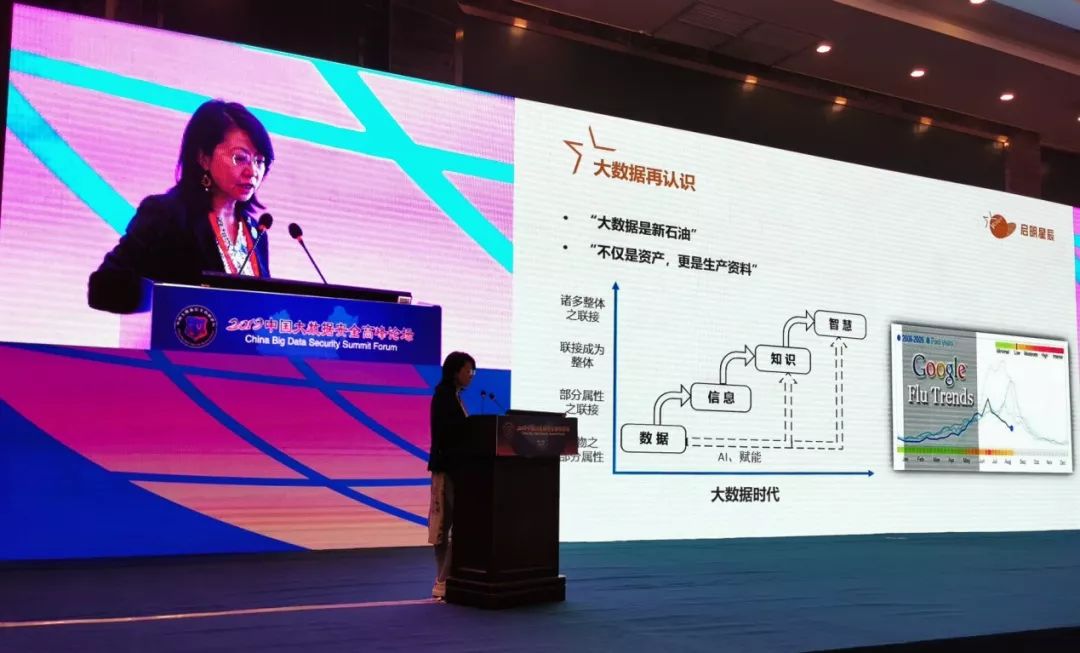 2019中国大数据安全高峰论坛
China Big Data Security Summit Forum
大数据再认识
启明星辰
• “大数据是新石油”
• “不仅是资产，更是生产资料”
诸多整体
之联接
联接成为
整体
部分属性
之联接
物之
部分属性
智慧
知识
信息
数据
AI、赋能
大数据时代
Google
Flu Trends